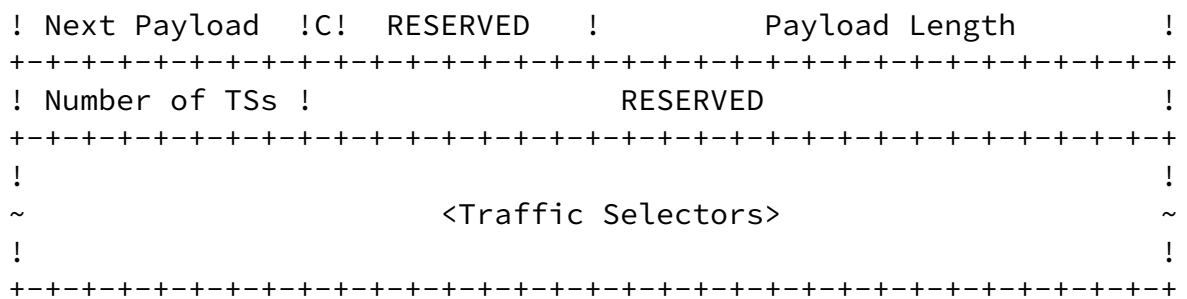 ! Next Payload  !C!  RESERVED   !         Payload Length        !
+-+-+-+-+-+-+-+-+-+-+-+-+-+-+-+-+-+-+-+-+-+-+-+-+-+-+-+-+-+-+-+-+
! Number of TSs !                 RESERVED                      !
+-+-+-+-+-+-+-+-+-+-+-+-+-+-+-+-+-+-+-+-+-+-+-+-+-+-+-+-+-+-+-+-+
!                                                               !
~                       <Traffic Selectors>                     ~
!                                                               !
+-+-+-+-+-+-+-+-+-+-+-+-+-+-+-+-+-+-+-+-+-+-+-+-+-+-+-+-+-+-+-+-+